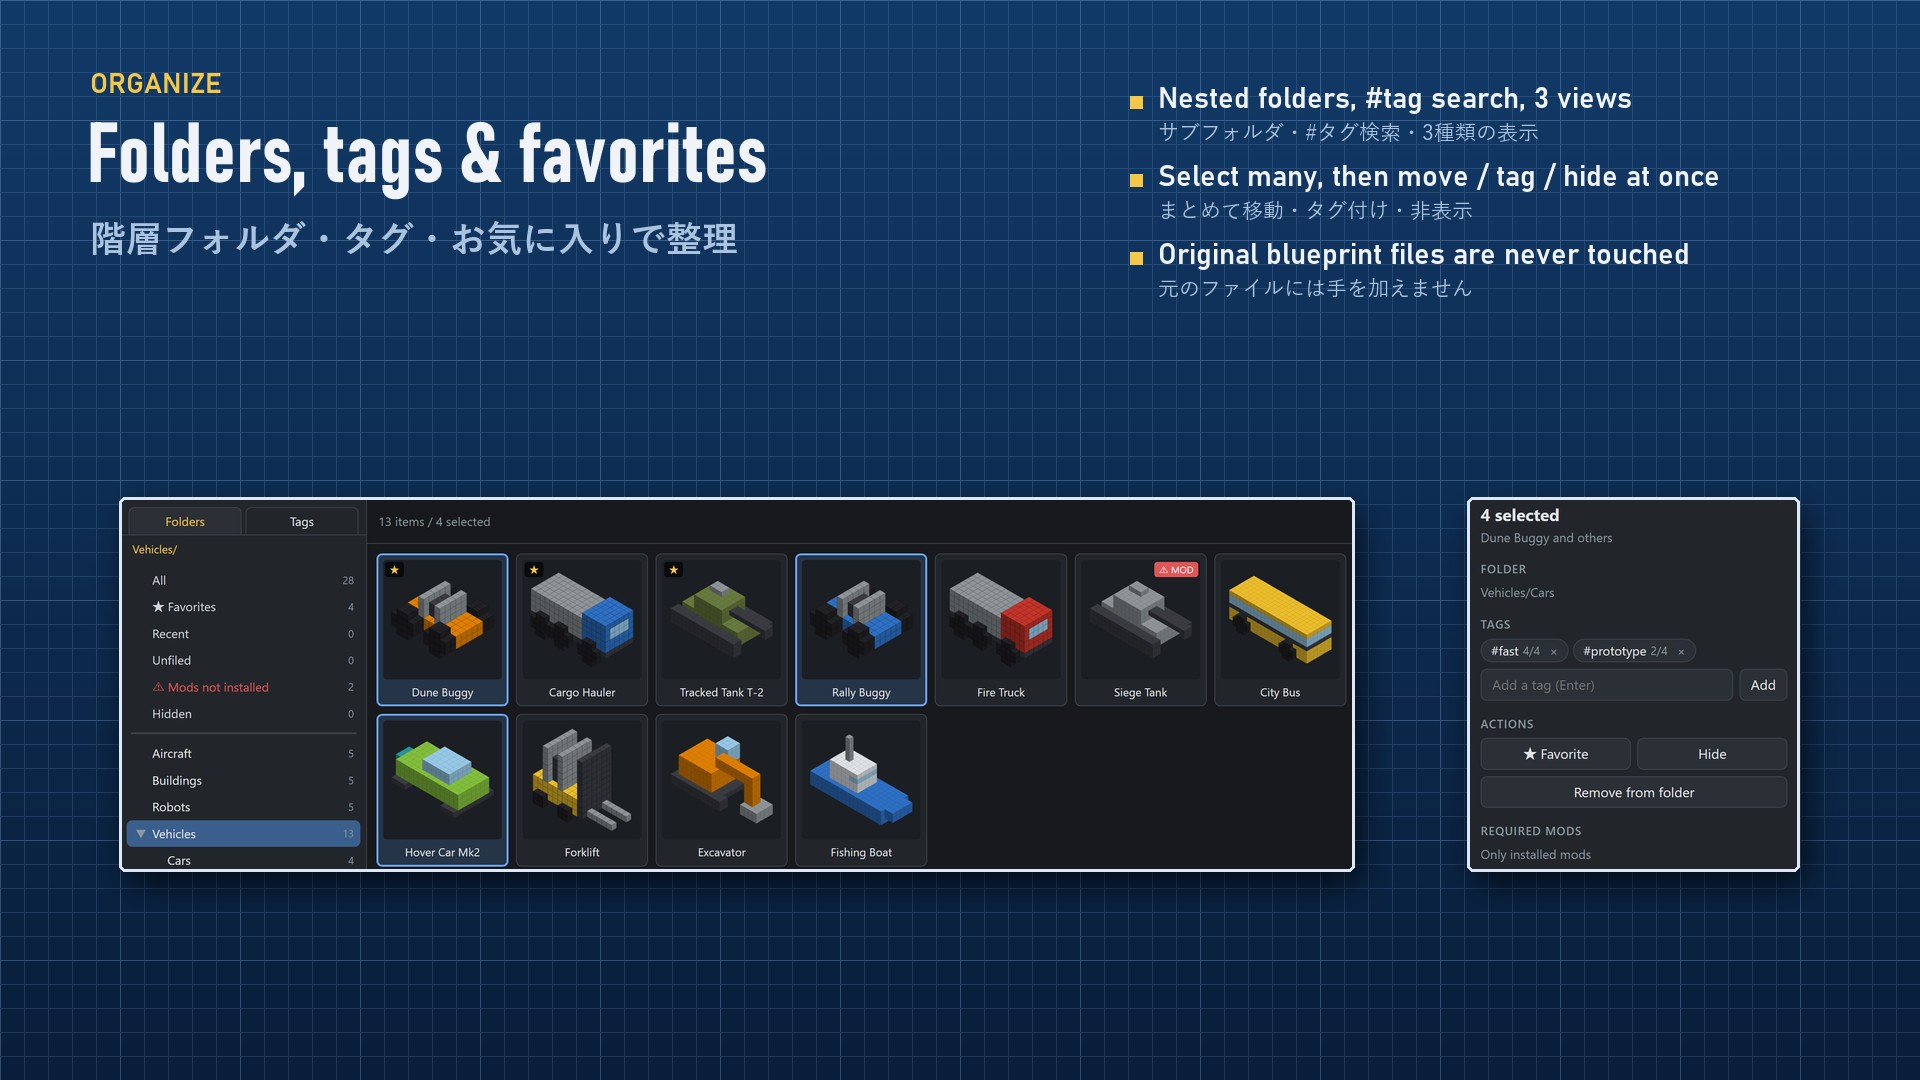 ORGANIZE
Folders, tags & favorites
階層フォルダ・タグ・お気に入りで整理
Nested folders, #tag search, 3 views
サブフォルダ・#タグ検索・3種類の表示
Select many, then move / tag / hide at once
まとめて移動・タグ付け・非表示
Original blueprint files are never touched
元のファイルには手を加えません
Folders
Tags
Vehicles/
All 28
★ Favorites 4
Recent 0
Unfiled 0
⚠ Mods not installed 2
Hidden 0
Aircraft 5
Buildings 5
Robots 5
▼ Vehicles 13
Cars 4
13 items / 4 selected
★
★
★
⚠ MOD
Dune Buggy
Cargo Hauler
Tracked Tank T-2
Rally Buggy
Fire Truck
Siege Tank
City Bus
Hover Car Mk2
Forklift
Excavator
Fishing Boat
4 selected
Dune Buggy and others
FOLDER
Vehicles/Cars
TAGS
#fast 4/4 × #prototype 2/4 ×
Add a tag (Enter) Add
ACTIONS
★ Favorite Hide
Remove from folder
REQUIRED MODS
Only installed mods